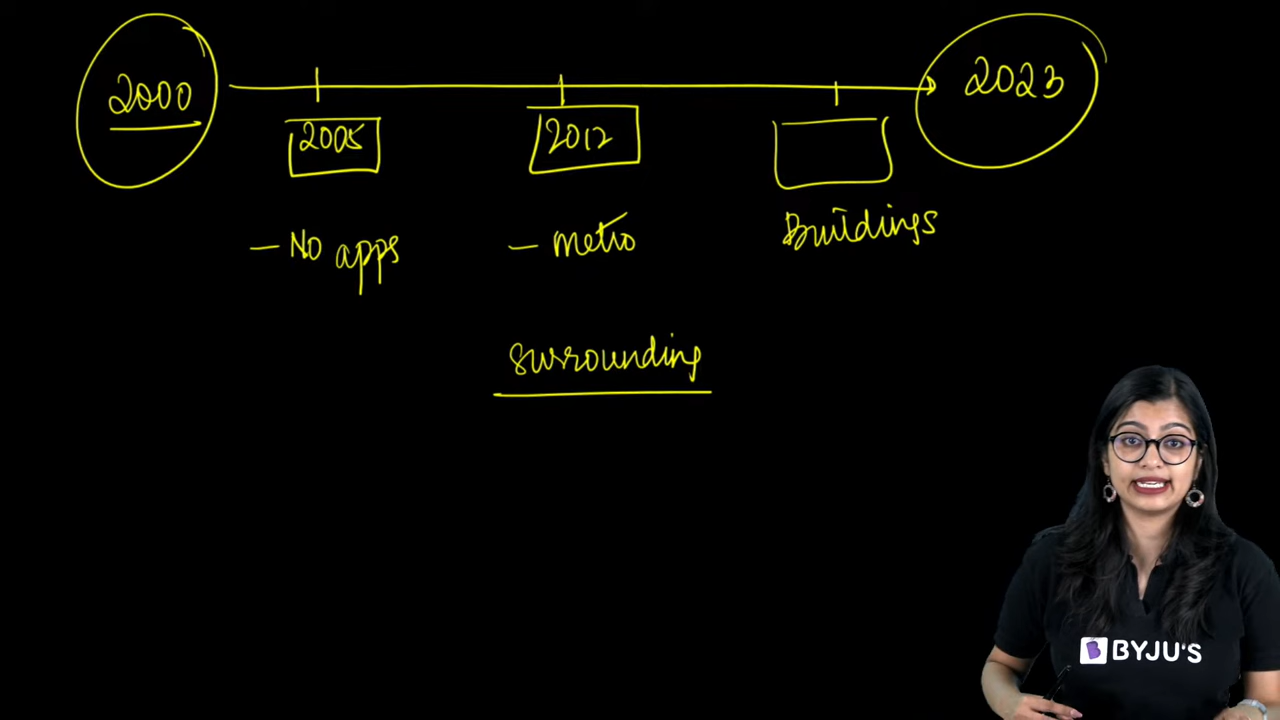 2000
2023
2005
2012
- No apps
- Metro
Buildings
surrounding
BYJU'S